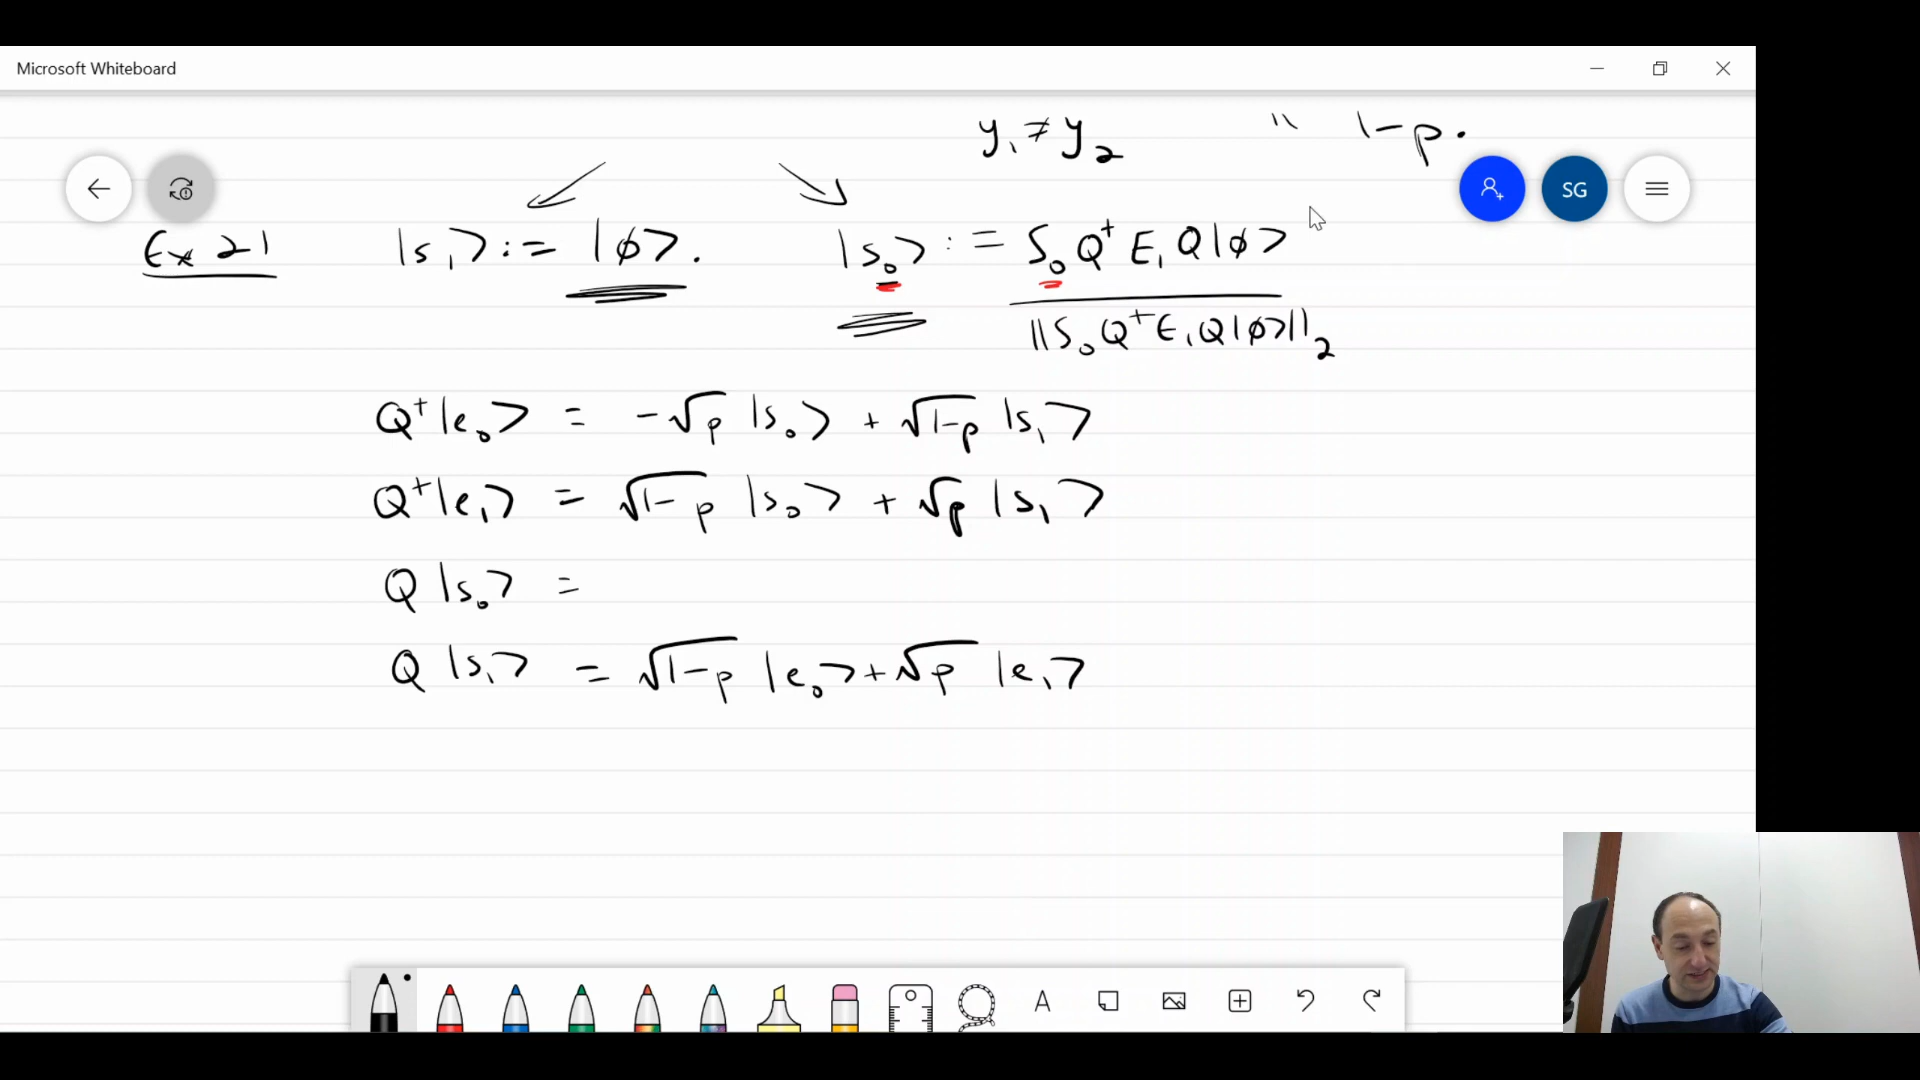 Microsoft Whiteboard
y₁ ≠ y₂ " 1-p.
SG
Ex 21 |s₁⟩ := |ϕ⟩. |s₀⟩ := S₀Q†E₁Q|ϕ⟩
‖S₀Q†E₁Q|ϕ⟩‖₂
Q†|e₀⟩ = -√p |s₀⟩ + √1-p |s₁⟩
Q†|e₁⟩ = √1-p |s₀⟩ + √p |s₁⟩
Q |s₀⟩ =
Q |s₁⟩ = √1-p |e₀⟩ + √p |e₁⟩